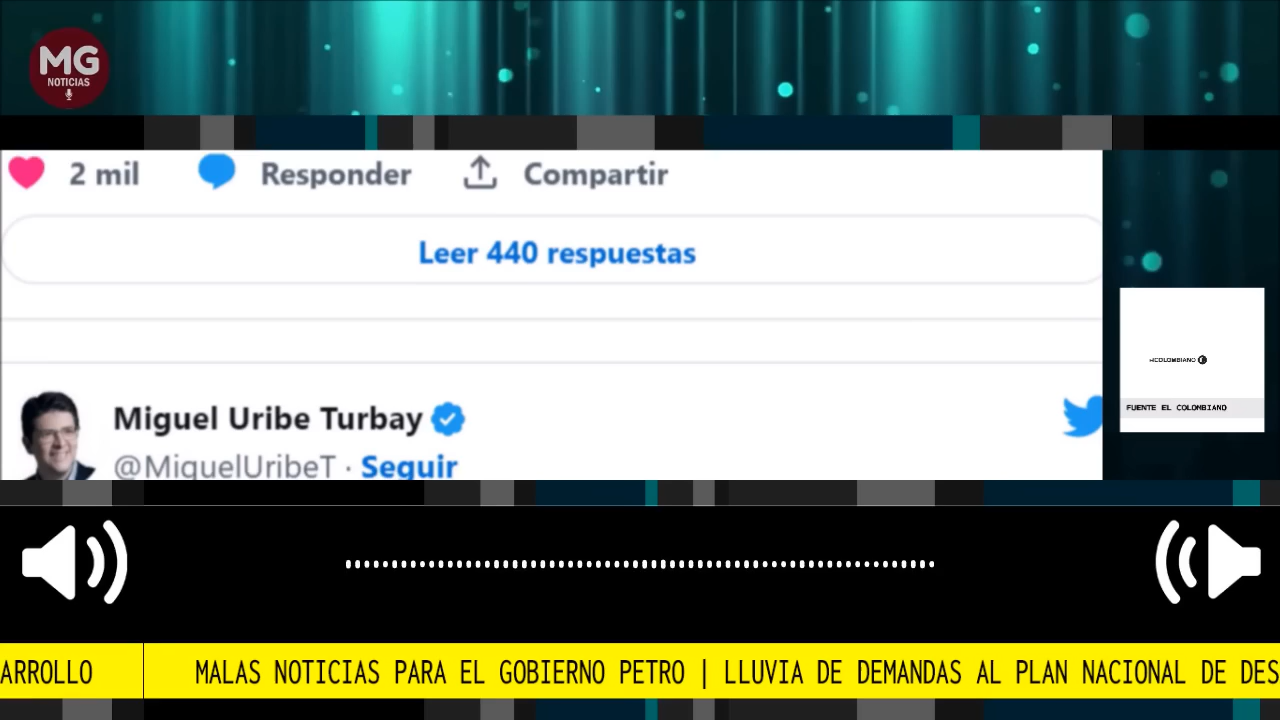 MG
NOTICIAS
2 mil Responder Compartir
Leer 440 respuestas
Miguel Uribe Turbay
@MiguelUribeT · Seguir
FUENTE EL COLOMBIANO
ARROLLO MALAS NOTICIAS PARA EL GOBIERNO PETRO | LLUVIA DE DEMANDAS AL PLAN NACIONAL DE DES